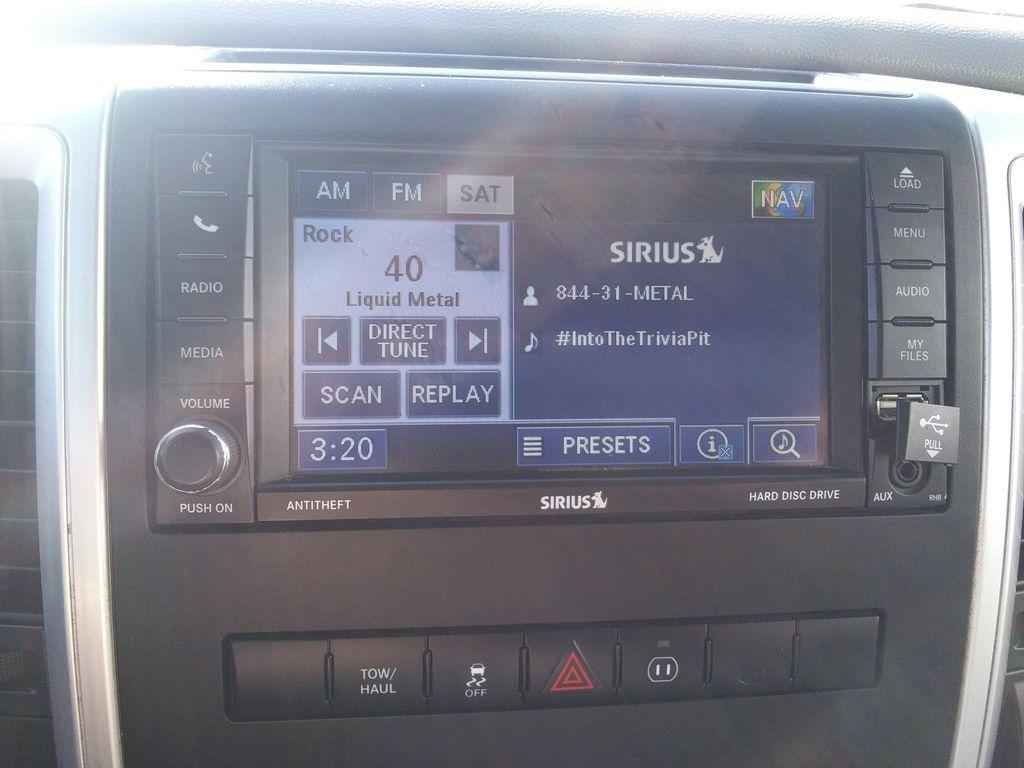 LOAD
AM FM SAT NAV
Rock
SIRIUS
MENU
40
RADIO
Liquid Metal
844-31-METAL
AUDIO
DIRECT
TUNE
#IntoTheTriviaPit
MEDIA
MY
FILES
SCAN REPLAY
VOLUME
PULL
3:20
PRESETS
i
PUSH ON
ANTITHEFT
SIRIUS
HARD DISC DRIVE
AUX
RHB
TOW/
HAUL
OFF